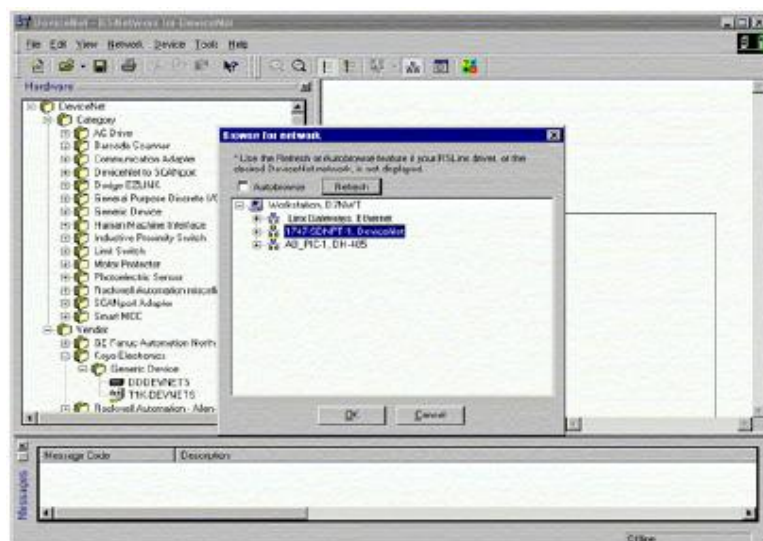 DeviceNet - RSNetworx for DeviceNet
File Edit View Network Device Tools Help
Hardware
DeviceNet
Category
AC Drive
Barcode Scanner
Communication Adapter
DeviceNet to SCANport
Dodge EZLINK
General Purpose Discrete I/O
Generic Device
Human Machine Interface
Inductive Proximity Switch
Limit Switch
Motor Protector
Photoelectric Sensor
Rockwell Automation miscell
SCANport Adapter
Smart MCC
Vendor
GE Fanuc Automation North
Koyo Electronics
Generic Device
T1K-DEVNETS
Rockwell Automation - Allen-
Browse for network
* Use the Refresh or Autobrowse feature if your RSLinx driver, or the
desired DeviceNet network, is not displayed.
Autobrowse Refresh
Workstation,
Linx Gateways, Ethernet
1747-SDNPT-1, DeviceNet
AB_PIC-1, DH-485
OK Cancel
Messages
Message Code Description
Offline